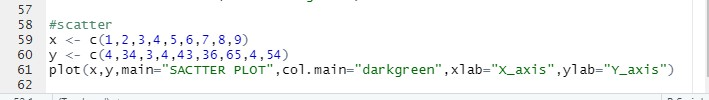 57
58 #scatter
59 x <- c(1,2,3,4,5,6,7,8,9)
60 y <- c(4,34,3,4,43,36,65,4,54)
61 plot(x,y,main="SACTTER PLOT",col.main="darkgreen",xlab="X_axis",ylab="Y_axis")
62